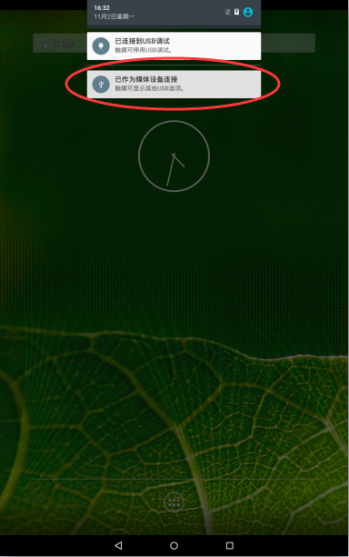 16:32
11月2日星期一
已连接到USB调试
触摸可停用USB调试。
已作为媒体设备连接
触摸可显示其他USB选项。